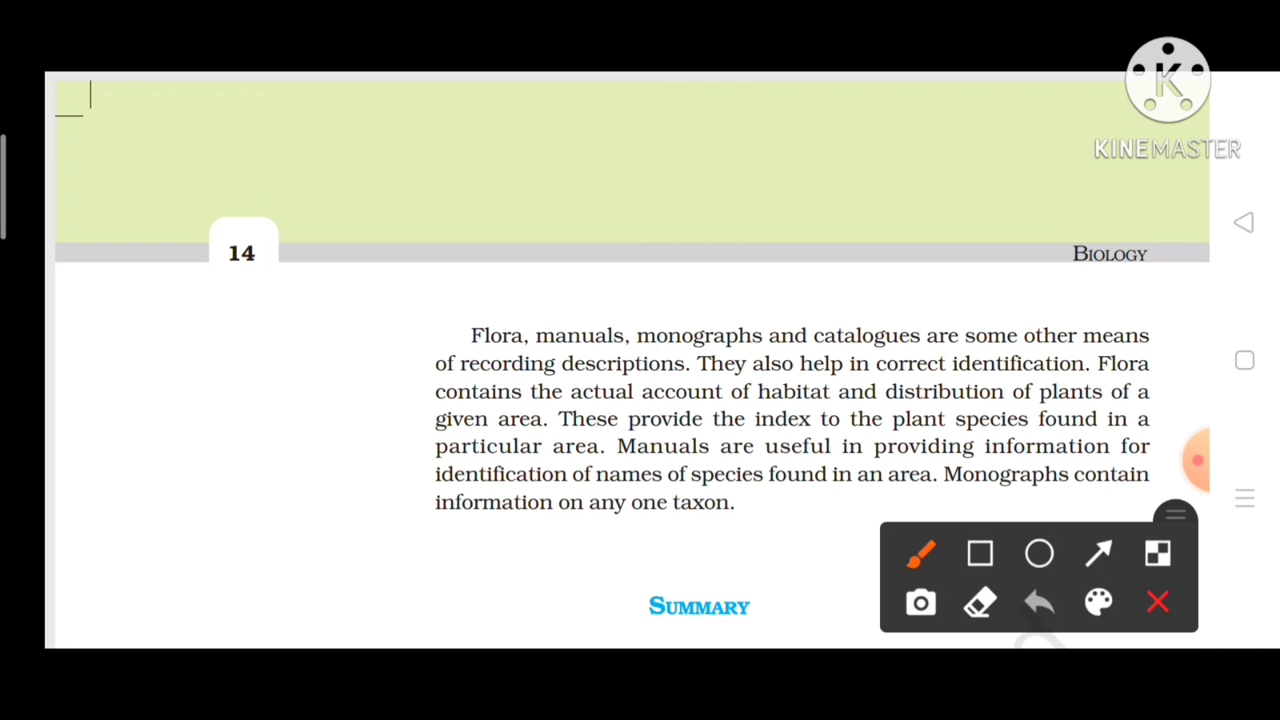 K
KINEMASTER
14
BIOLOGY
Flora, manuals, monographs and catalogues are some other means
of recording descriptions. They also help in correct identification. Flora
contains the actual account of habitat and distribution of plants of a
given area. These provide the index to the plant species found in a
particular area. Manuals are useful in providing information for
identification of names of species found in an area. Monographs contain
information on any one taxon.
SUMMARY